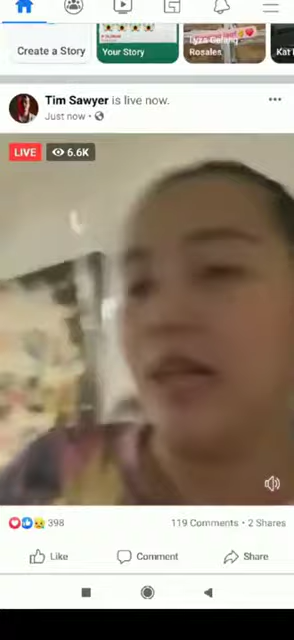 Create a Story
Your Story
Rosales
Kat
Tim Sawyer is live now.
Just now
LIVE
6.6K
398
119 Comments • 2 Shares
Like
Comment
Share